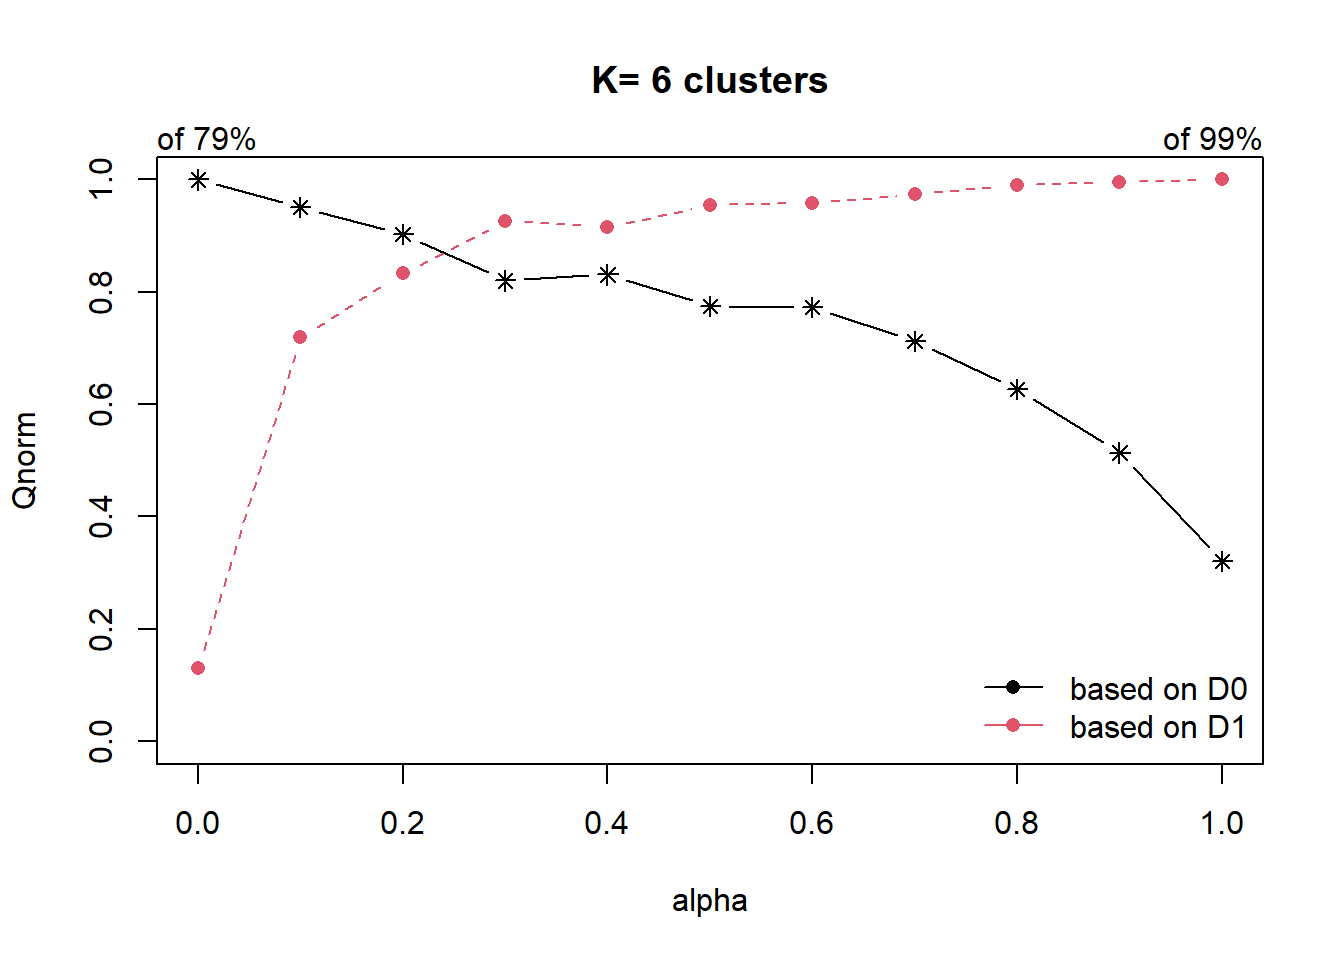 K= 6 clusters
of 79%
of 99%
Qnorm
1.0
0.8
0.6
0.4
0.2
0.0
based on D0
based on D1
0.0 0.2 0.4 0.6 0.8 1.0
alpha